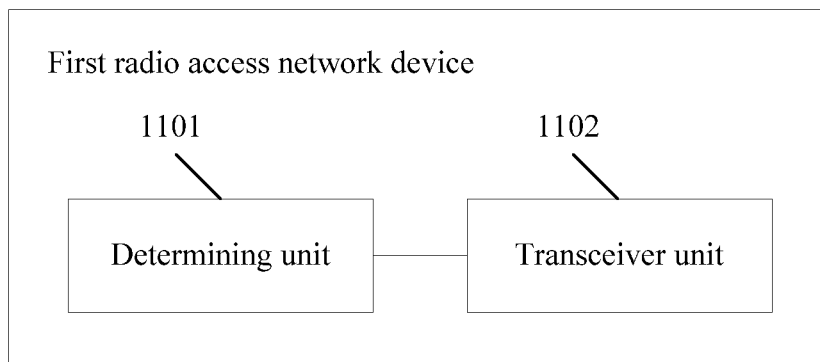 First radio access network device
1101
1102
Determining unit
Transceiver unit